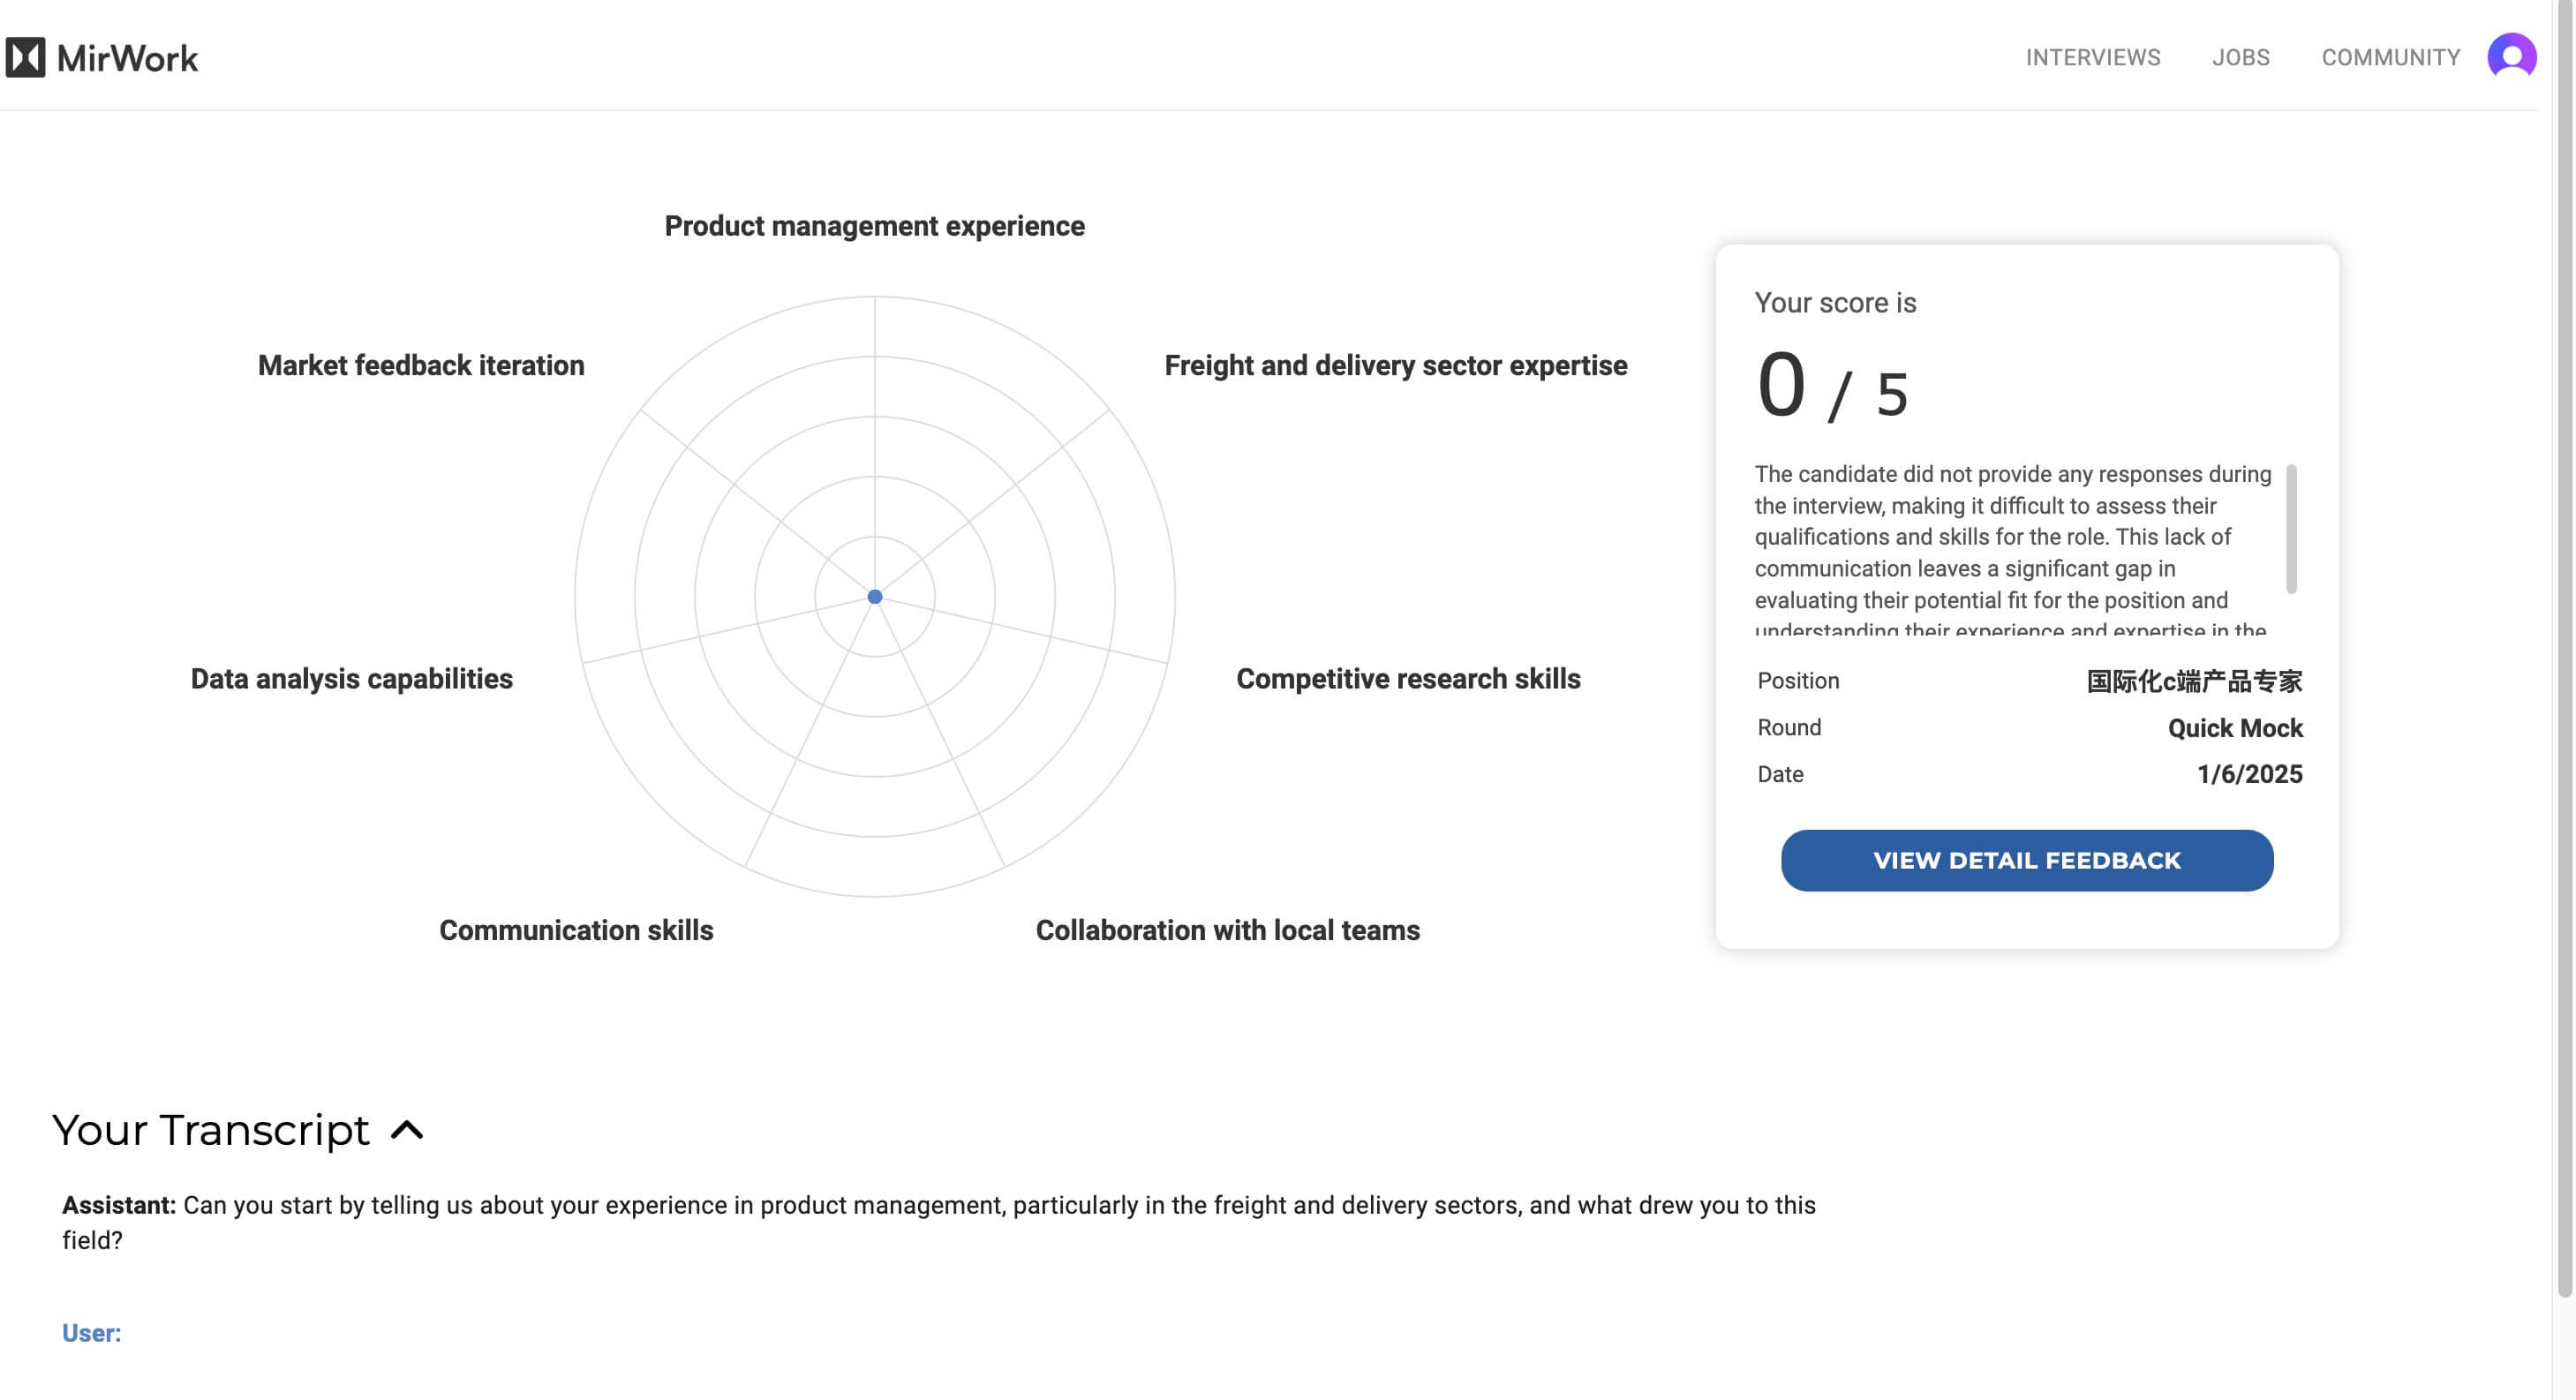 MirWork
INTERVIEWS JOBS COMMUNITY
Product management experience
Market feedback iteration
Freight and delivery sector expertise
Data analysis capabilities
Competitive research skills
Communication skills
Collaboration with local teams
Your score is
0 / 5
The candidate did not provide any responses during
the interview, making it difficult to assess their
qualifications and skills for the role. This lack of
communication leaves a significant gap in
evaluating their potential fit for the position and
understanding their experience and expertise in the
Position 国际化c端产品专家
Round Quick Mock
Date 1/6/2025
VIEW DETAIL FEEDBACK
Your Transcript
Assistant: Can you start by telling us about your experience in product management, particularly in the freight and delivery sectors, and what drew you to this
field?
User: